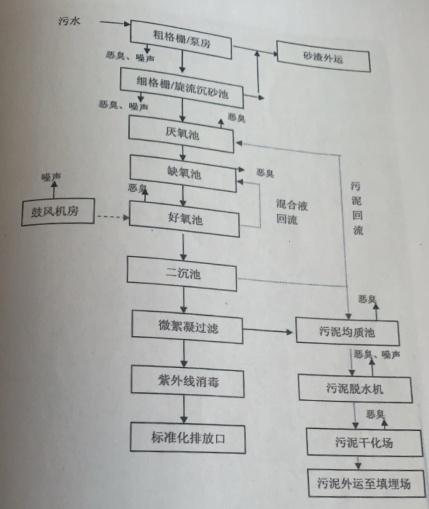 污水
粗格栅/泵房
砂渣外运
恶臭、噪声
细格栅/旋流沉砂池
恶臭、噪声
恶臭
厌氧池
缺氧池
恶臭
噪声
恶臭
鼓风机房
好氧池
混合液
回流
污泥回流
二沉池
恶臭
微絮凝过滤
污泥均质池
恶臭、噪声
紫外线消毒
污泥脱水机
恶臭
标准化排放口
污泥干化场
污泥外运至填埋场